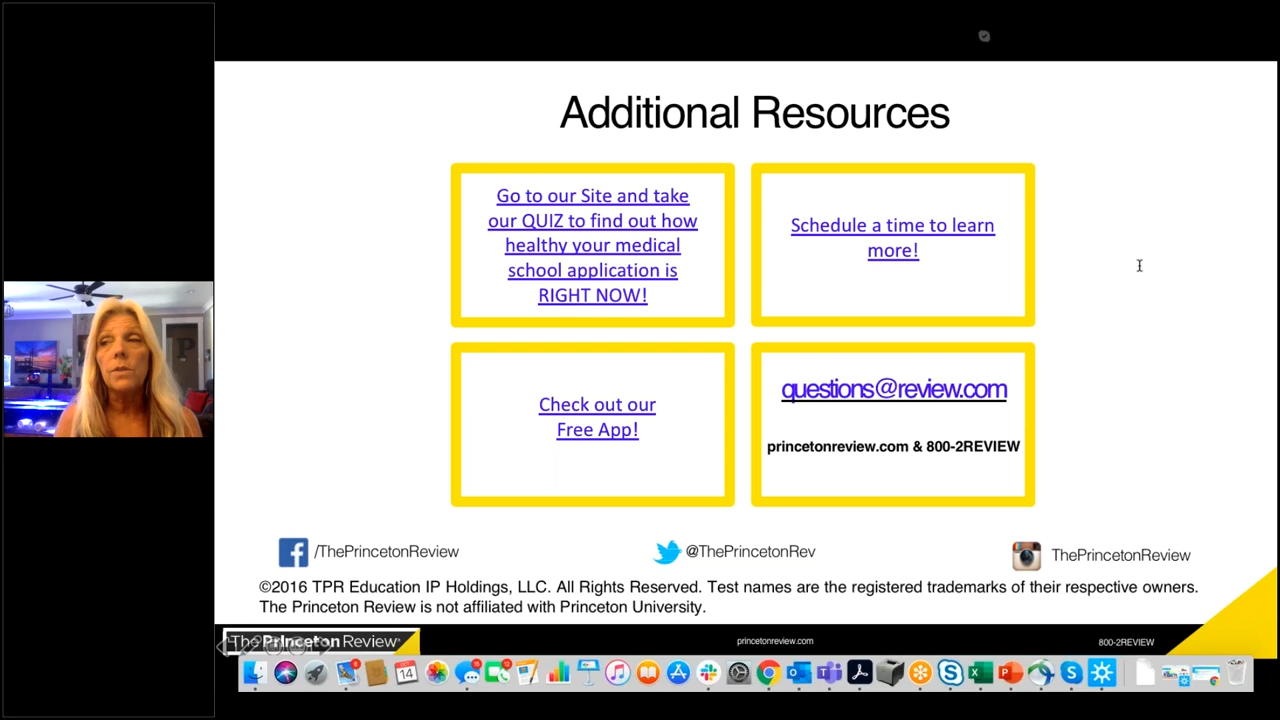 Additional Resources
Go to our Site and take
our QUIZ to find out how
healthy your medical
school application is
RIGHT NOW!
Schedule a time to learn
more!
Check out our
Free App!
questions@review.com
princetonreview.com & 800-2REVIEW
/ThePrincetonReview
@ThePrincetonRev
ThePrincetonReview
©2016 TPR Education IP Holdings, LLC. All Rights Reserved. Test names are the registered trademarks of their respective owners.
The Princeton Review is not affiliated with Princeton University.
The Princeton Review
princetonreview.com
800-2REVIEW
OCT
14